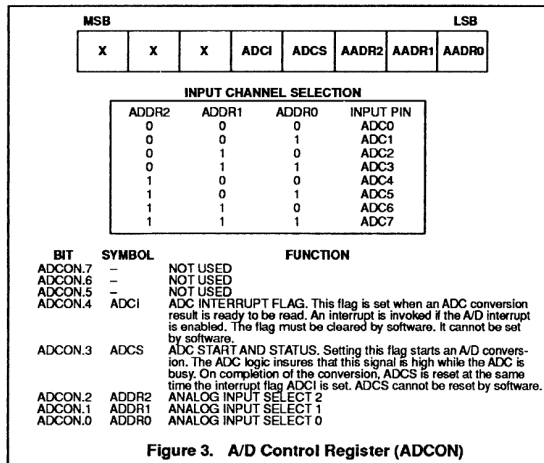 MSB LSB
X X X ADCI ADCS AADR2 AADR1 AADR0
INPUT CHANNEL SELECTION
ADDR2 ADDR1 ADDR0 INPUT PIN
0 0 0 ADC0
0 0 1 ADC1
0 1 0 ADC2
0 1 1 ADC3
1 0 0 ADC4
1 0 1 ADC5
1 1 0 ADC6
1 1 1 ADC7
BIT SYMBOL FUNCTION
ADCON.7 – NOT USED
ADCON.6 – NOT USED
ADCON.5 – NOT USED
ADCON.4 ADCI ADC INTERRUPT FLAG. This flag is set when an ADC conversion
result is ready to be read. An interrupt is invoked if the A/D interrupt
is enabled. The flag must be cleared by software. It cannot be set
by software.
ADCON.3 ADCS ADC START AND STATUS. Setting this flag starts an A/D convers-
ion. The ADC logic insures that this signal is high while the ADC is
busy. On completion of the conversion, ADCS is reset at the same
time the interrupt flag ADCI is set. ADCS cannot be reset by software.
ADCON.2 ADDR2 ANALOG INPUT SELECT 2
ADCON.1 ADDR1 ANALOG INPUT SELECT 1
ADCON.0 ADDR0 ANALOG INPUT SELECT 0
Figure 3. A/D Control Register (ADCON)